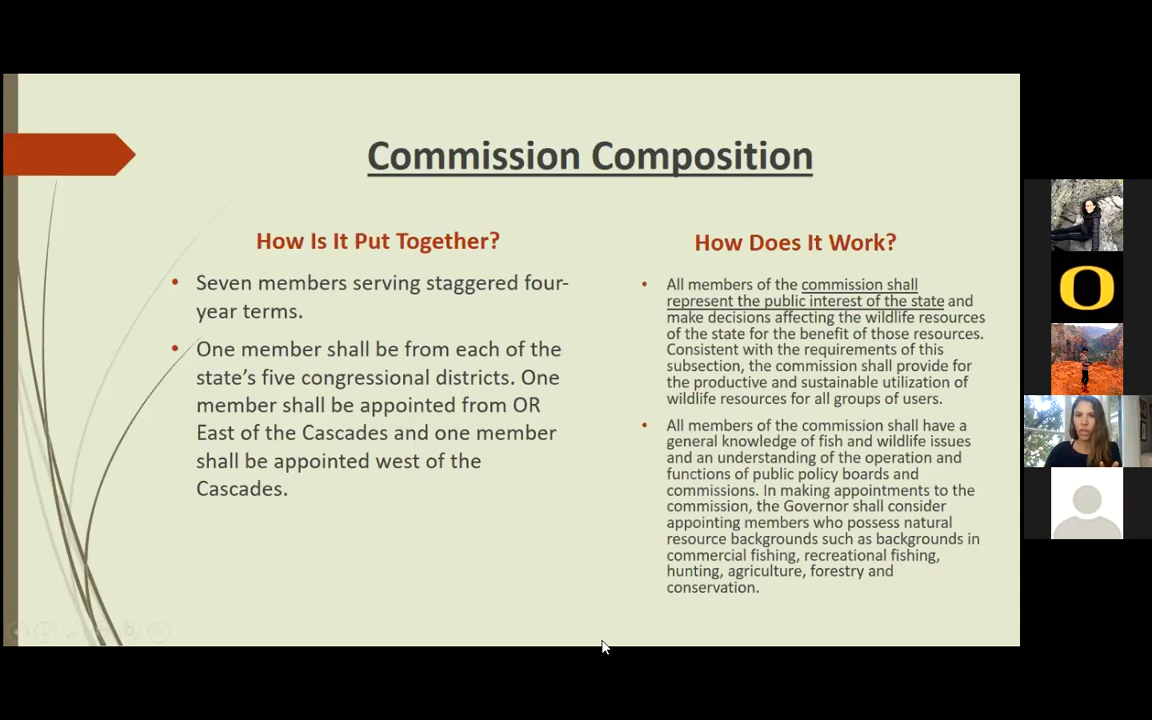 Commission Composition
How Is It Put Together?
Seven members serving staggered four-
year terms.
One member shall be from each of the
state's five congressional districts. One
member shall be appointed from OR
East of the Cascades and one member
shall be appointed west of the
Cascades.
How Does It Work?
All members of the commission shall
represent the public interest of the state and
make decisions affecting the wildlife resources
of the state for the benefit of those resources.
Consistent with the requirements of this
subsection, the commission shall provide for
the productive and sustainable utilization of
wildlife resources for all groups of users.
All members of the commission shall have a
general knowledge of fish and wildlife issues
and an understanding of the operation and
functions of public policy boards and
commissions. In making appointments to the
commission, the Governor shall consider
appointing members who possess natural
resource backgrounds such as backgrounds in
commercial fishing, recreational fishing,
hunting, agriculture, forestry and
conservation.